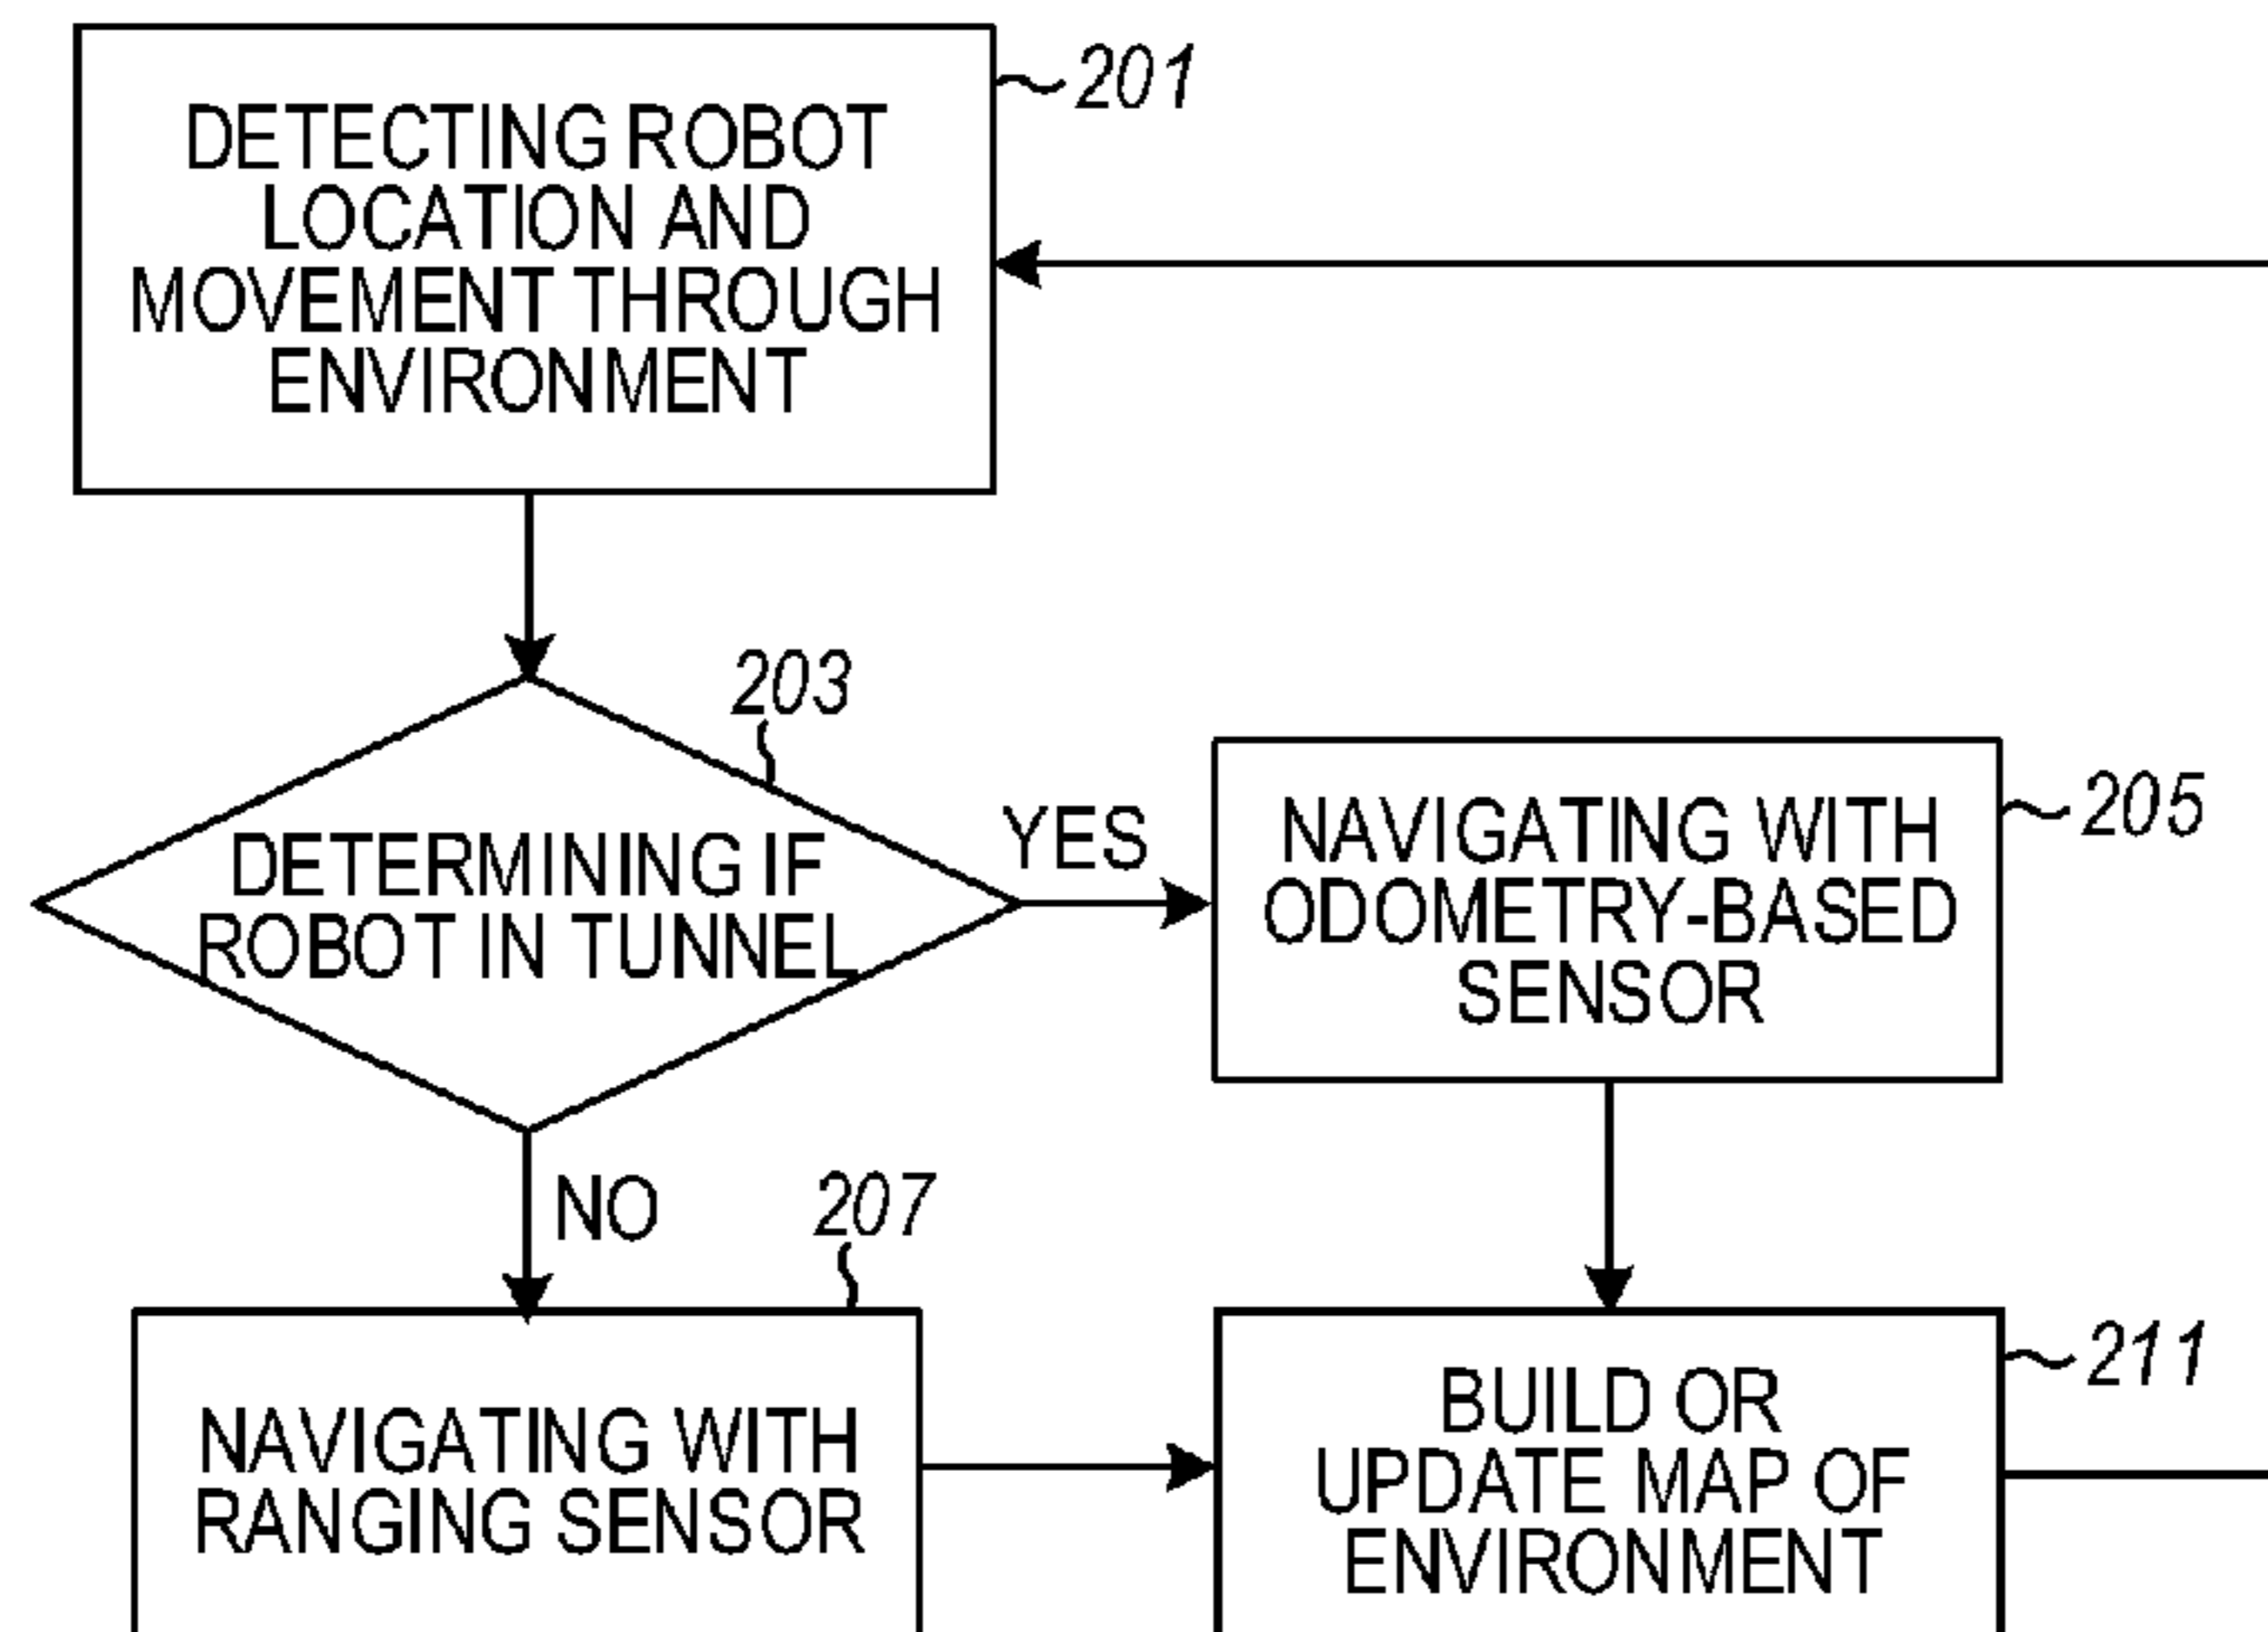 DETECTING ROBOT
LOCATION AND
MOVEMENT THROUGH
ENVIRONMENT
201
203
DETERMINING IF
ROBOT IN TUNNEL
YES
NAVIGATING WITH
ODOMETRY-BASED
SENSOR
205
NO
207
NAVIGATING WITH
RANGING SENSOR
BUILD OR
UPDATE MAP OF
ENVIRONMENT
211